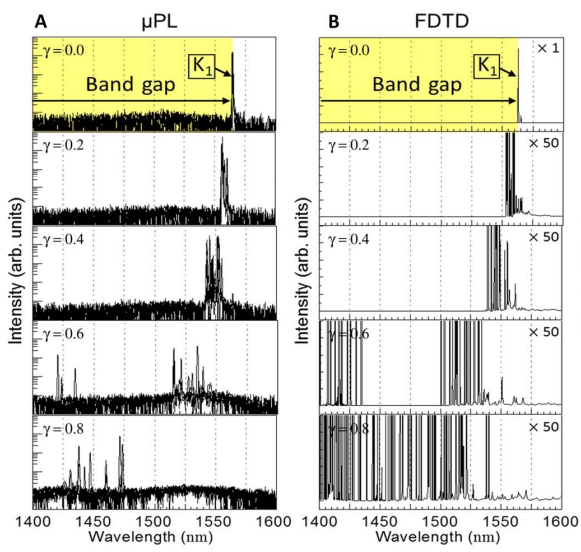 A
μPL
B
FDTD
γ = 0.0
K1
Band gap
γ = 0.0
× 1
K1
Band gap
γ = 0.2
γ = 0.2
× 50
γ = 0.4
γ = 0.4
× 50
γ = 0.6
γ = 0.6
× 50
γ = 0.8
γ = 0.8
× 50
Intensity (arb. units)
Intensity (arb. units)
1400 1450 1500 1550 1600
1400 1450 1500 1550 1600
Wavelength (nm)
Wavelength (nm)